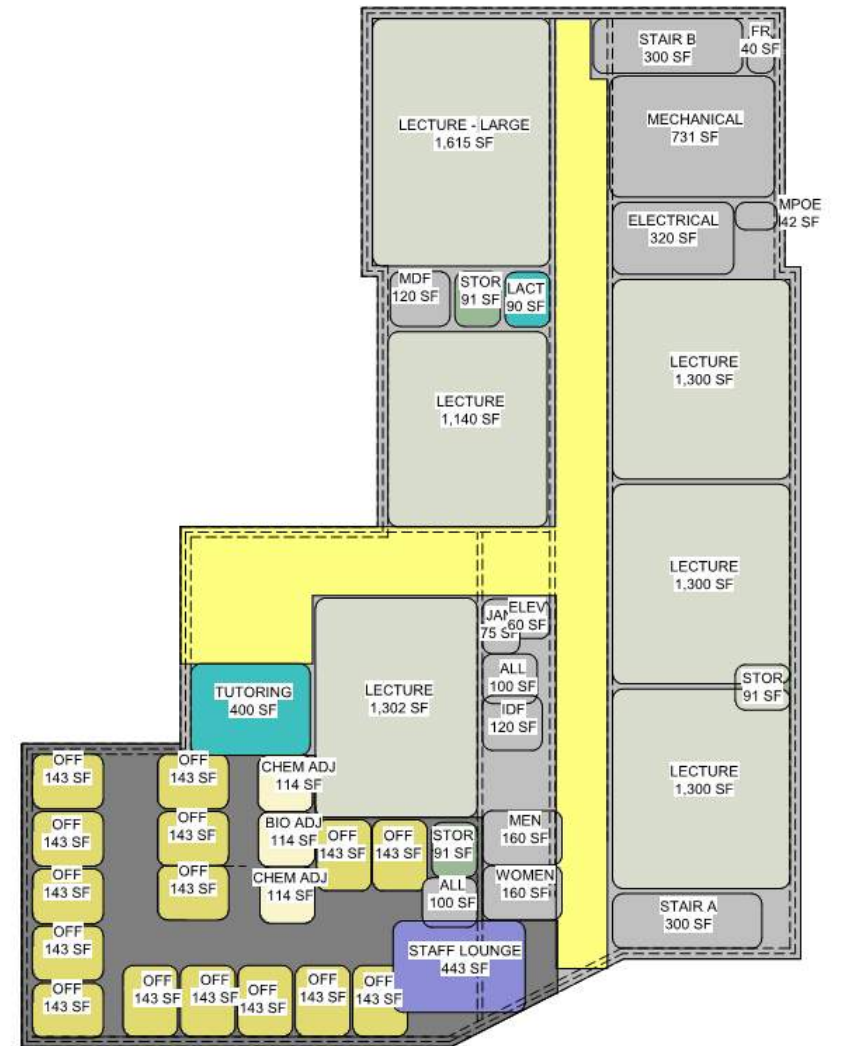 STAIR B
300 SF
FR
40 SF
LECTURE - LARGE
1,615 SF
MECHANICAL
731 SF
MPOE
42 SF
ELECTRICAL
320 SF
MDF
120 SF
STOR
91 SF
LACT
90 SF
LECTURE
1,300 SF
LECTURE
1,140 SF
LECTURE
1,300 SF
JAN
75 SF
ELEV
60 SF
ALL
100 SF
IDF
120 SF
TUTORING
400 SF
LECTURE
1,302 SF
STOR
91 SF
LECTURE
1,300 SF
OFF
143 SF
OFF
143 SF
CHEM ADJ
114 SF
OFF
143 SF
OFF
143 SF
BIO ADJ
114 SF
OFF
143 SF
OFF
143 SF
STOR
91 SF
MEN
160 SF
OFF
143 SF
OFF
143 SF
CHEM ADJ
114 SF
ALL
100 SF
WOMEN
160 SF
STAIR A
300 SF
OFF
143 SF
STAFF LOUNGE
443 SF
OFF
143 SF
OFF
143 SF
OFF
143 SF
OFF
143 SF
OFF
143 SF
OFF
143 SF